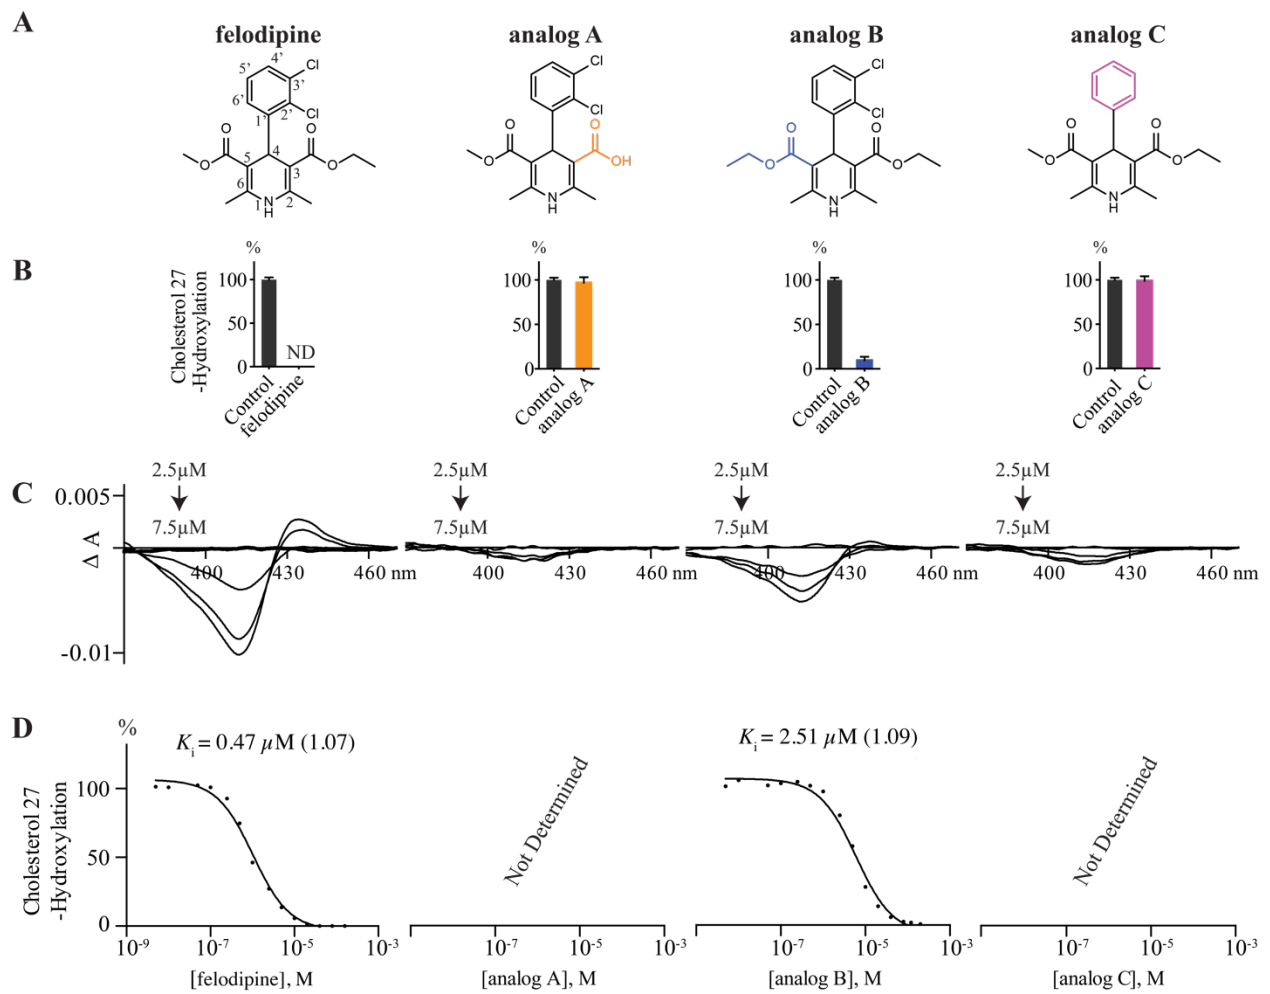 A
felodipine
analog A
analog B
analog C
4'
Cl
5'
3'
6'
2'
Cl
1'
O
O
4
O
5
3
O
6
2
1
N
H
Cl
Cl
O
O
O
OH
N
H
Cl
Cl
O
O
O
O
N
H
O
O
O
O
N
H
B
Cholesterol 27
-Hydroxylation
%
100
50
0
ND
Control
felodipine
%
100
50
0
Control
analog A
%
100
50
0
Control
analog B
%
100
50
0
Control
analog C
C
2.5µM
2.5µM
2.5µM
2.5µM
7.5µM
7.5µM
7.5µM
7.5µM
0.005
Δ A
-0.01
400 430 460 nm
400 430 460 nm
400 430 460 nm
400 430 460 nm
D
%
Cholesterol 27
-Hydroxylation
100
50
0
Ki = 0.47 µM (1.07)
Not Determined
Ki = 2.51 µM (1.09)
Not Determined
10-9 10-7 10-5 10-3
10-7 10-5 10-3
10-7 10-5 10-3
10-7 10-5 10-3
[felodipine], M
[analog A], M
[analog B], M
[analog C], M